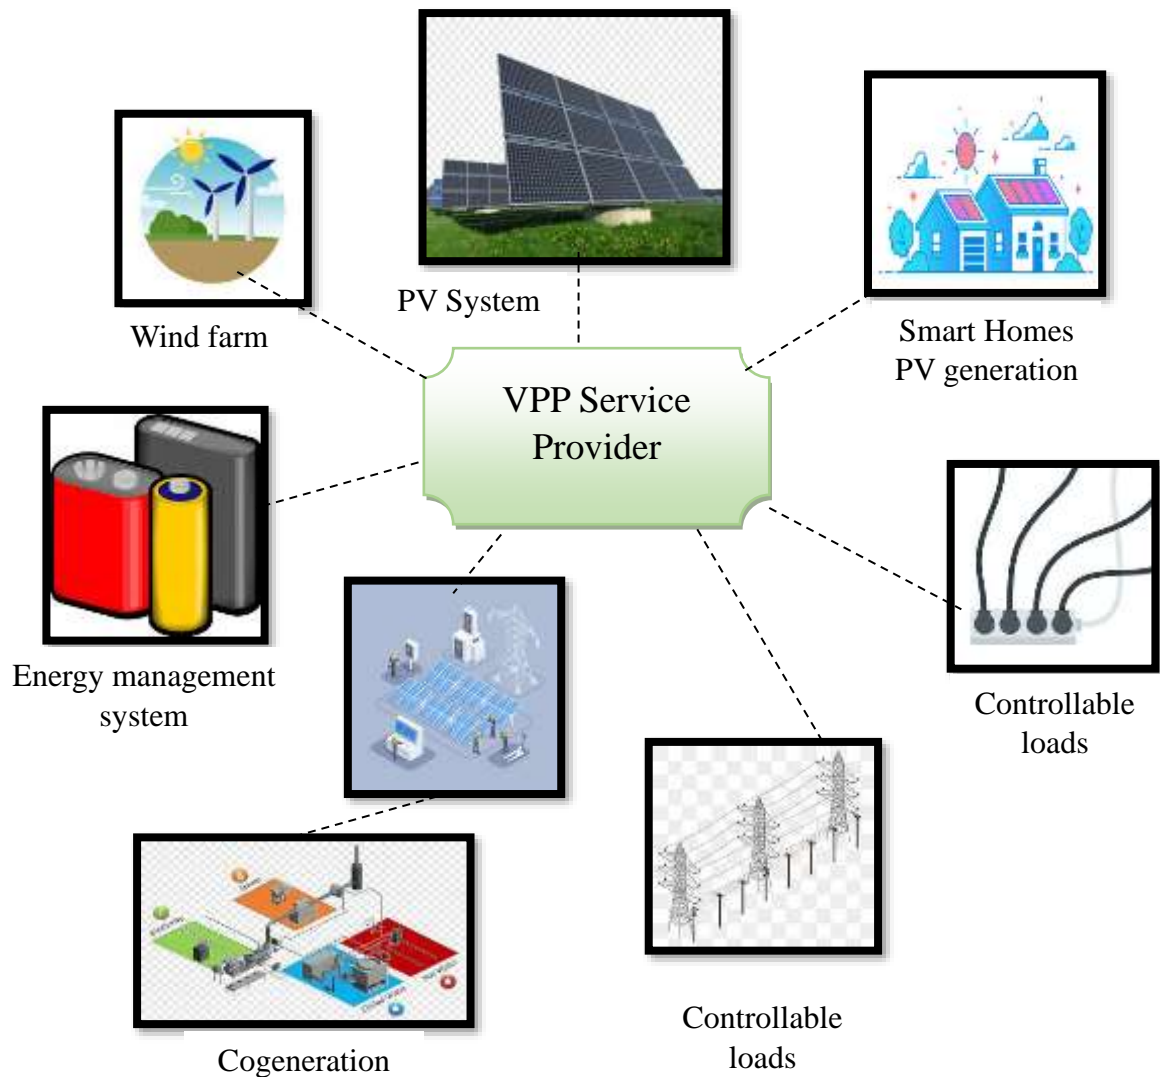 PV System
Wind farm
Smart Homes
PV generation
VPP Service
Provider
Energy management
system
Controllable
loads
Controllable
loads
Cogeneration